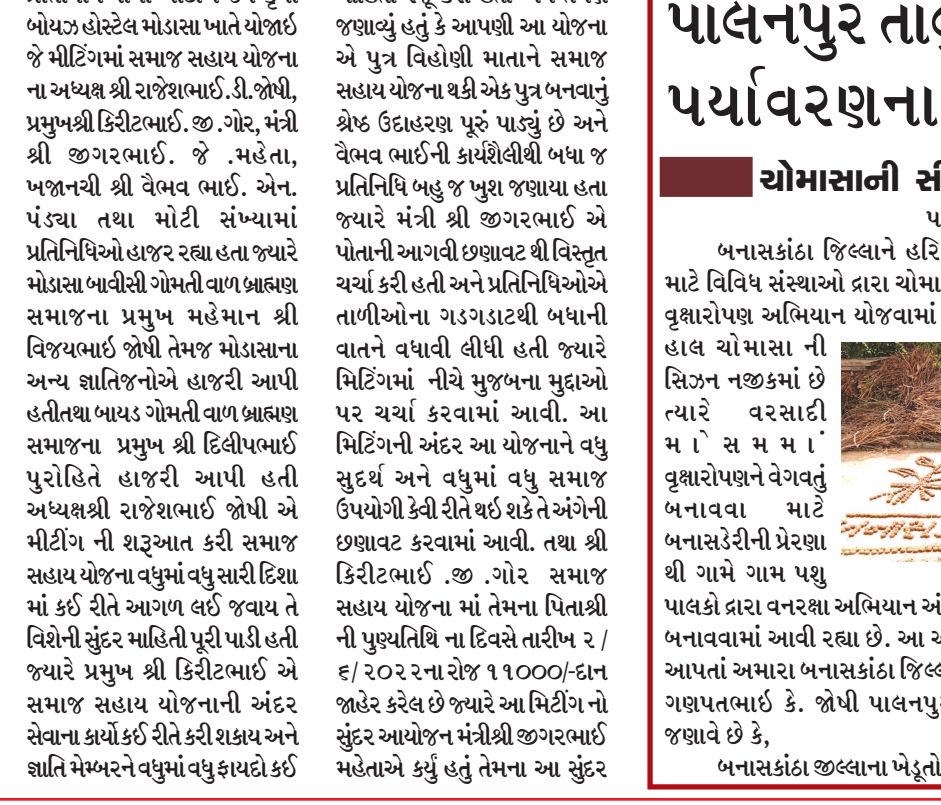 બોયઝ હોસ્ટેલ મોડાસા ખાતે યોજાઇ
જે મીટિંગમાં સમાજ સહાય યોજના
ના અધ્યક્ષ શ્રી રાજેશભાઈ.ડી.જોષી,
પ્રમુખશ્રી કિરીટભાઈ. જી .ગોર, મંત્રી
શ્રી જીગરભાઈ. જે .મહેતા,
ખજાનચી શ્રી વૈભવ ભાઈ. એન.
પંડ્યા તથા મોટી સંખ્યામાં
પ્રતિનિધિઓ હાજર રહ્યા હતા જ્યારે
મોડાસા બાવીસી ગોમતી વાળ બ્રાહ્મણ
સમાજના પ્રમુખ મહેમાન શ્રી
વિજયભાઇ જોષી તેમજ મોડાસાના
અન્ય જ્ઞાતિજનોએ હાજરી આપી
હતીતથા બાયડ ગોમતી વાળ બ્રાહ્મણ
સમાજના પ્રમુખ શ્રી દિલીપભાઈ
પુરોહિતે હાજરી આપી હતી
અધ્યક્ષશ્રી રાજેશભાઈ જોષી એ
મીટીંગ ની શરૂઆત કરી સમાજ
સહાય યોજના વધુમાં વધુ સારી દિશા
માં કઈ રીતે આગળ લઈ જવાય તે
વિશેની સુંદર માહિતી પૂરી પાડી હતી
જ્યારે પ્રમુખ શ્રી કિરીટભાઈ એ
સમાજ સહાય યોજનાની અંદર
સેવાના કાર્યો કઈ રીતે કરી શકાય અને
જ્ઞાતિ મેમ્બરને વધુમાં વધુ ફાયદો કઈ
જણાવ્યું હતું કે આપણી આ યોજના
એ પુત્ર વિહોણી માતાને સમાજ
સહાય યોજના થકી એક પુત્ર બનવાનું
શ્રેષ્ઠ ઉદાહરણ પૂરું પાડ્યું છે અને
વૈભવ ભાઈની કાર્યશૈલીથી બધા જ
પ્રતિનિધિ બહુ જ ખુશ જણાયા હતા
જ્યારે મંત્રી શ્રી જીગરભાઈ એ
પોતાની આગવી છણાવટ થી વિસ્તૃત
ચર્ચા કરી હતી અને પ્રતિનિધિઓએ
તાળીઓના ગડગડાટથી બધાની
વાતને વધાવી લીધી હતી જ્યારે
મિટિંગમાં નીચે મુજબના મુદ્દાઓ
પર ચર્ચા કરવામાં આવી. આ
મિટિંગની અંદર આ યોજનાને વધુ
સુદર્થ અને વધુમાં વધુ સમાજ
ઉપયોગી કેવી રીતે થઇ શકે તે અંગેની
છણાવટ કરવામાં આવી. તથા શ્રી
કિરીટભાઈ .જી .ગોર સમાજ
સહાય યોજના માં તેમના પિતાશ્રી
ની પુણ્યતિથિ ના દિવસે તારીખ ૨ /
૬/ ૨૦૨૨ના રોજ ૧૧૦૦૦/-દાન
જાહેર કરેલ છે જ્યારે આ મિટીંગ નો
સુંદર આયોજન મંત્રીશ્રી જીગરભાઈ
મહેતાએ કર્યું હતું તેમના આ સુંદર
પાલનપુર
પર્યાવરણના
ચોમાસાની
બનાસકાંઠા જિલ્લાને
માટે વિવિધ સંસ્થાઓ દ્રારા
વૃક્ષારોપણ અભિયાન યોજવામાં
હાલ ચોમાસા ની
સિઝન નજીકમાં છે
ત્યારે વરસાદી
મોસમમાં
વૃક્ષારોપણને વેગવતું
બનાવવા માટે
બનાસડેરીની પ્રેરણા
થી ગામે ગામ પશુ
પાલકો દ્રારા વનરક્ષા અભિયાન
બનાવવામાં આવી રહ્યા છે. આ
આપતાં અમારા બનાસકાંઠા
ગણપતભાઇ કે. જોષી
જણાવે છે કે,
બનાસકાંઠા જીલ્લાના ખેડૂતો